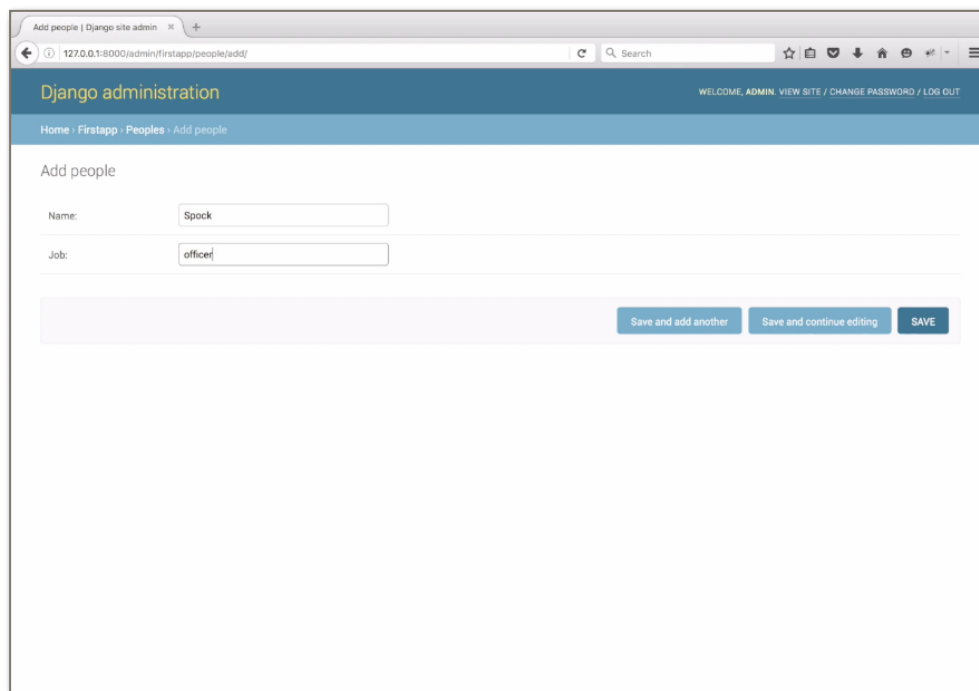 Add people | Django site admin
127.0.0.1:8000/admin/firstapp/people/add/
Search
Django administration
WELCOME, ADMIN. VIEW SITE / CHANGE PASSWORD / LOG OUT
Home › Firstapp › Peoples › Add people
Add people
Name: Spock
Job: officer
Save and add another Save and continue editing SAVE